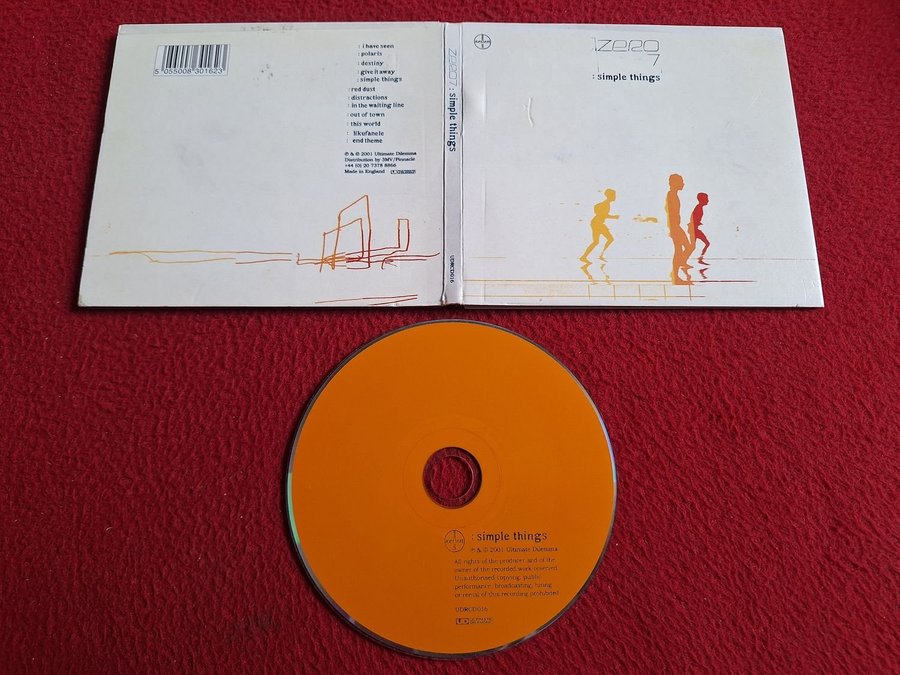 5 055008 301623
: i have seen
: polaris
: destiny
: give it away
: simple things
: red dust
: distractions
: in the waiting line
: out of town
: this world
: likufanele
: end theme
℗ & © 2001 Ultimate Dilemma
Distribution by 3MV/Pinnacle
+44 (0) 20 7378 8866
Made in England
ZERO 7 : simple things
UDRCD016
ZERO
7
: simple things
: simple things
℗ & © 2001 Ultimate Dilemma
All rights of the producer and of the
owner of the recorded work reserved.
Unauthorised copying, public
performance, broadcasting, hiring
or rental of this recording prohibited.
UDRCD016